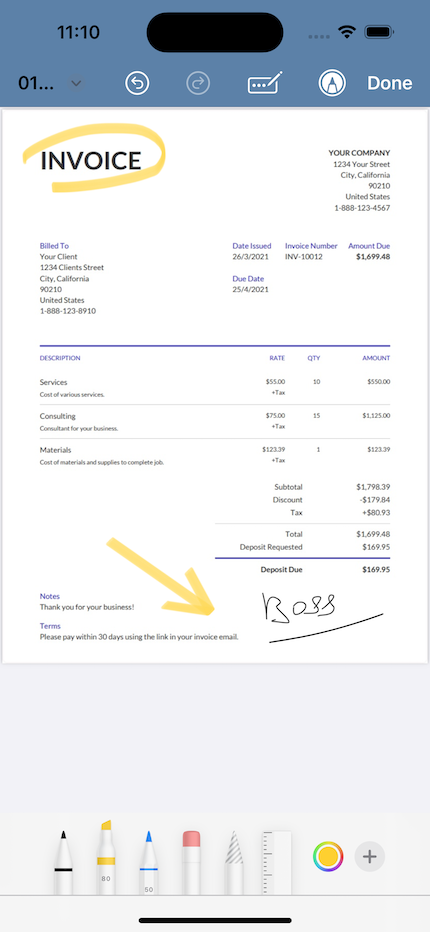 11:10
01... Done
INVOICE
YOUR COMPANY
1234 Your Street
City, California
90210
United States
1-888-123-4567
Billed To
Your Client
1234 Clients Street
City, California
90210
United States
1-888-123-8910
Date Issued
26/3/2021
Due Date
25/4/2021
Invoice Number
INV-10012
Amount Due
$1,699.48
DESCRIPTION RATE QTY AMOUNT
Services $55.00 10 $550.00
Cost of various services. +Tax
Consulting $75.00 15 $1,125.00
Consultant for your business. +Tax
Materials $123.39 1 $123.39
Cost of materials and supplies to complete job. +Tax
Subtotal $1,798.39
Discount -$179.84
Tax +$80.93
Total $1,699.48
Deposit Requested $169.95
Deposit Due $169.95
Notes
Thank you for your business!
Terms
Please pay within 30 days using the link in your invoice email.
Boss
80
50